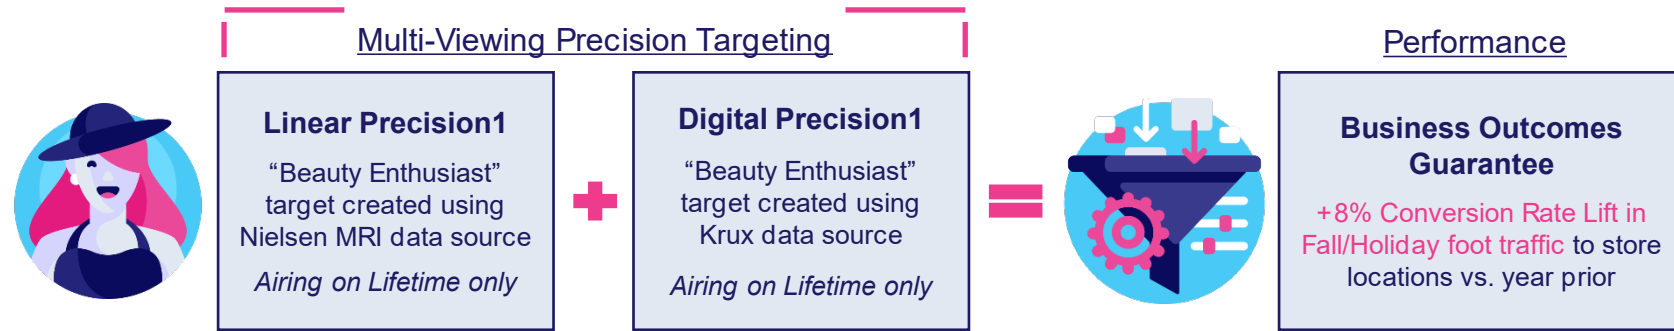 Multi-Viewing Precision Targeting
Performance
Linear Precision1
“Beauty Enthusiast”
target created using
Nielsen MRI data source
Airing on Lifetime only
Digital Precision1
“Beauty Enthusiast”
target created using
Krux data source
Airing on Lifetime only
Business Outcomes
Guarantee
+8% Conversion Rate Lift in
Fall/Holiday foot traffic to store
locations vs. year prior